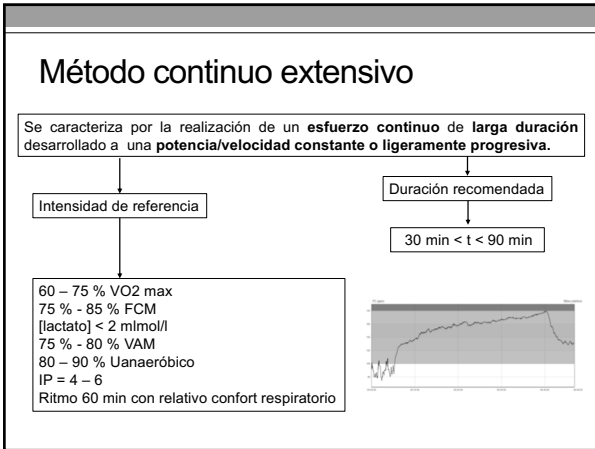 Método continuo extensivo
Se caracteriza por la realización de un esfuerzo continuo de larga duración
desarrollado a una potencia/velocidad constante o ligeramente progresiva.
Intensidad de referencia
Duración recomendada
30 min < t < 90 min
60 – 75 % VO2 max
75 % - 85 % FCM
[lactato] < 2 mlmol/l
75 % - 80 % VAM
80 – 90 % Uanaeróbico
IP = 4 – 6
Ritmo 60 min con relativo confort respiratorio